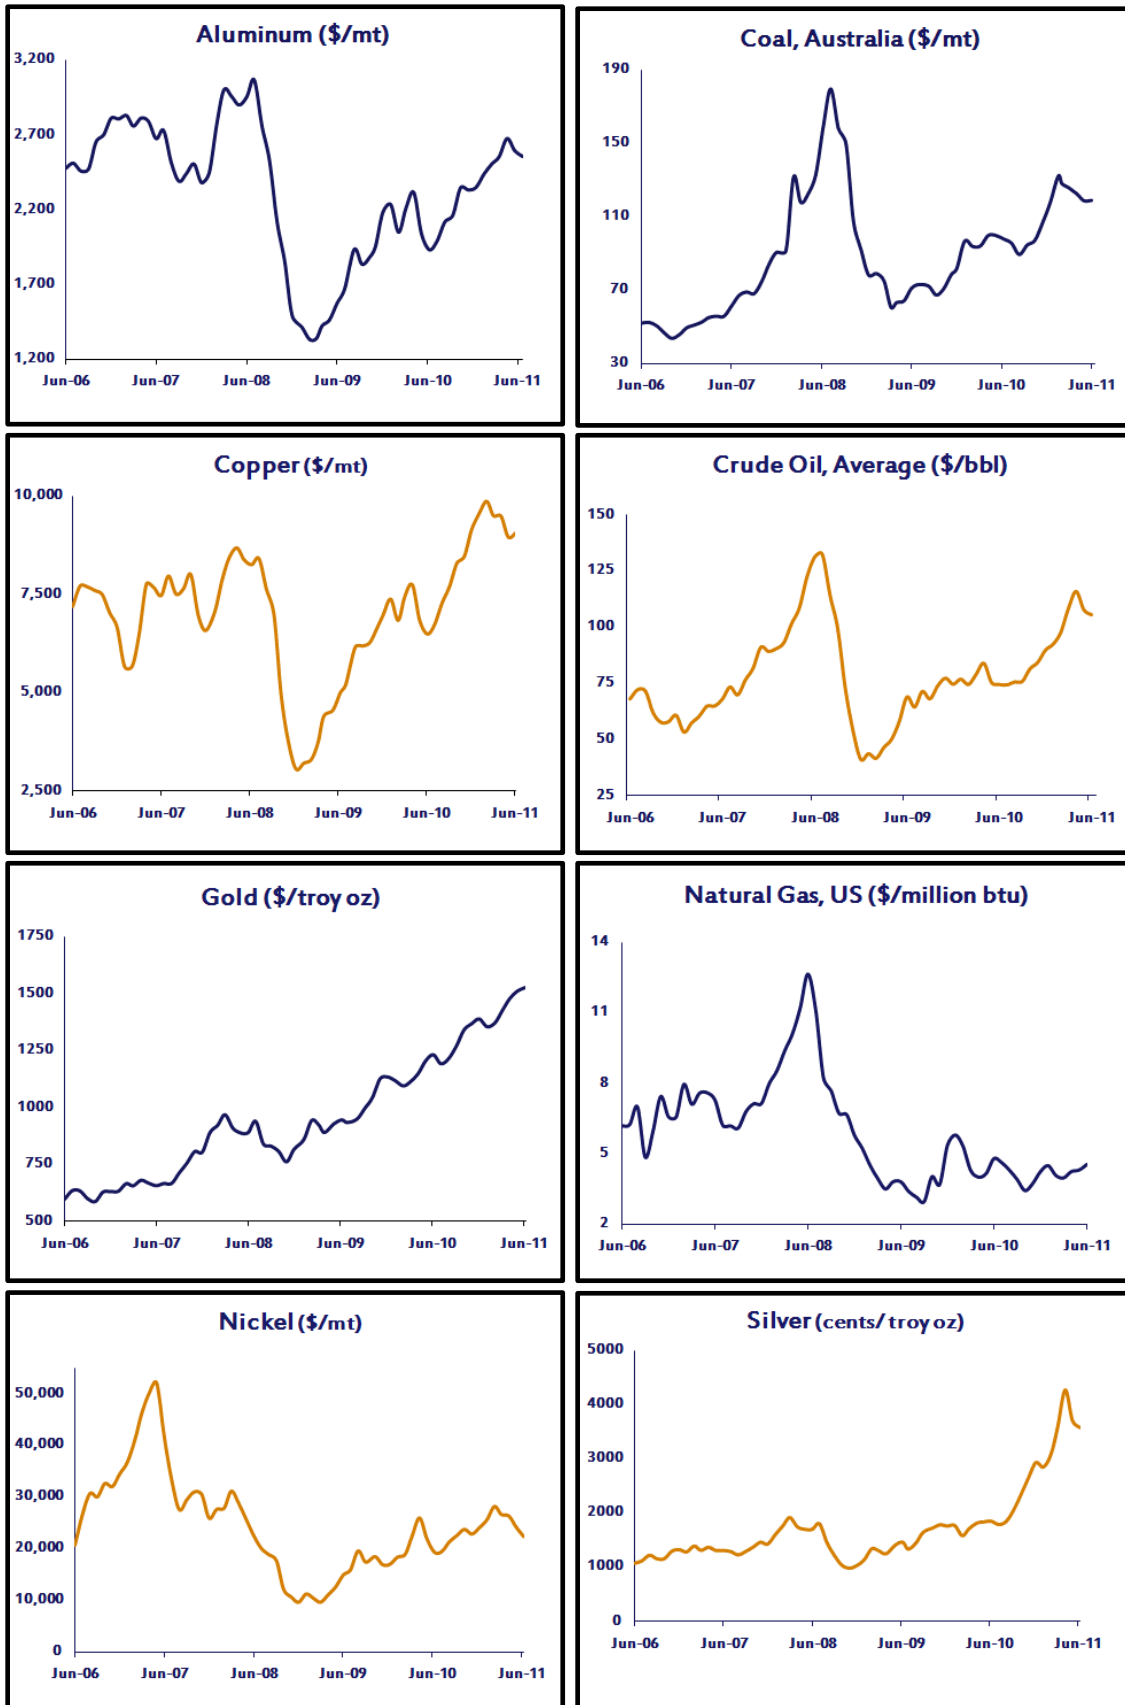 Aluminum ($/mt)
3,200
2,700
2,200
1,700
1,200
Jun-06 Jun-07 Jun-08 Jun-09 Jun-10 Jun-11
Coal, Australia ($/mt)
190
150
110
70
30
Jun-06 Jun-07 Jun-08 Jun-09 Jun-10 Jun-11
Copper ($/mt)
10,000
7,500
5,000
2,500
Jun-06 Jun-07 Jun-08 Jun-09 Jun-10 Jun-11
Crude Oil, Average ($/bbl)
150
125
100
75
50
25
Jun-06 Jun-07 Jun-08 Jun-09 Jun-10 Jun-11
Gold ($/troy oz)
1750
1500
1250
1000
750
500
Jun-06 Jun-07 Jun-08 Jun-09 Jun-10 Jun-11
Natural Gas, US ($/million btu)
14
11
8
5
2
Jun-06 Jun-07 Jun-08 Jun-09 Jun-10 Jun-11
Nickel ($/mt)
50,000
40,000
30,000
20,000
10,000
0
Jun-06 Jun-07 Jun-08 Jun-09 Jun-10 Jun-11
Silver (cents/ troy oz)
5000
4000
3000
2000
1000
0
Jun-06 Jun-07 Jun-08 Jun-09 Jun-10 Jun-11